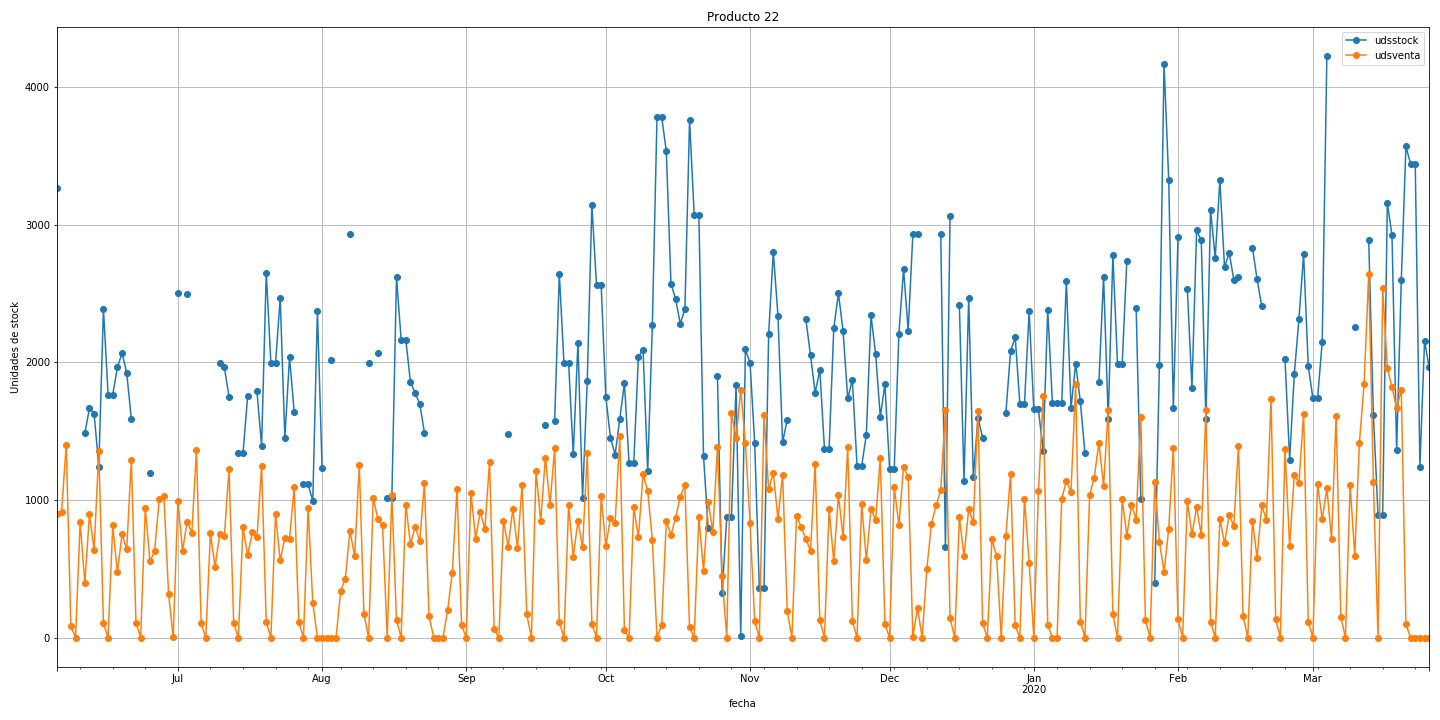 Producto 22
udsstock
udsventa
Unidades de stock
4000
3000
2000
1000
0
Jul
Aug
Sep
Oct
Nov
Dec
Jan
2020
Feb
Mar
fecha